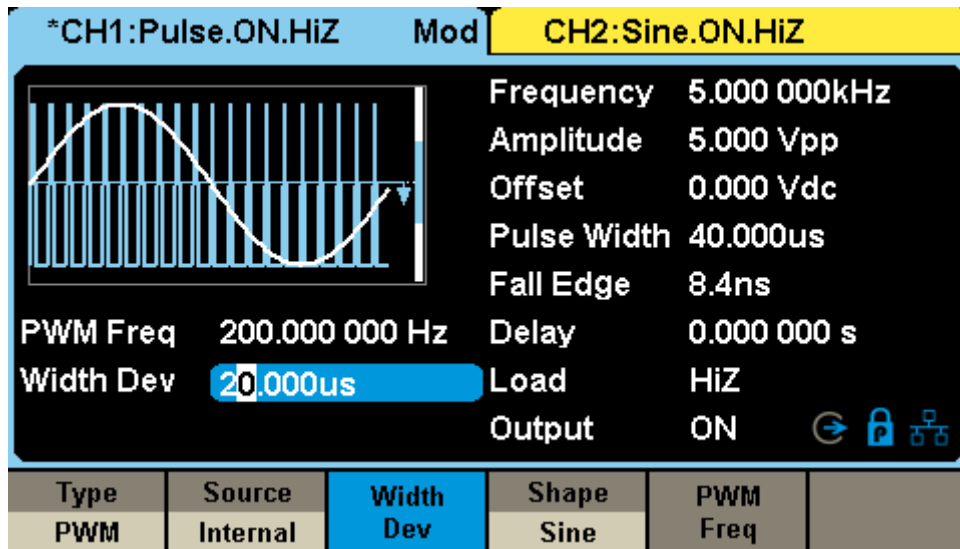 *CH1:Pulse.ON.HiZ Mod CH2:Sine.ON.HiZ
Frequency 5.000 000kHz
Amplitude 5.000 Vpp
Offset 0.000 Vdc
Pulse Width 40.000us
Fall Edge 8.4ns
PWM Freq 200.000 000 Hz Delay 0.000 000 s
Width Dev 20.000us Load HiZ
Output ON P
Type Source Width Shape PWM
PWM Internal Dev Sine Freq